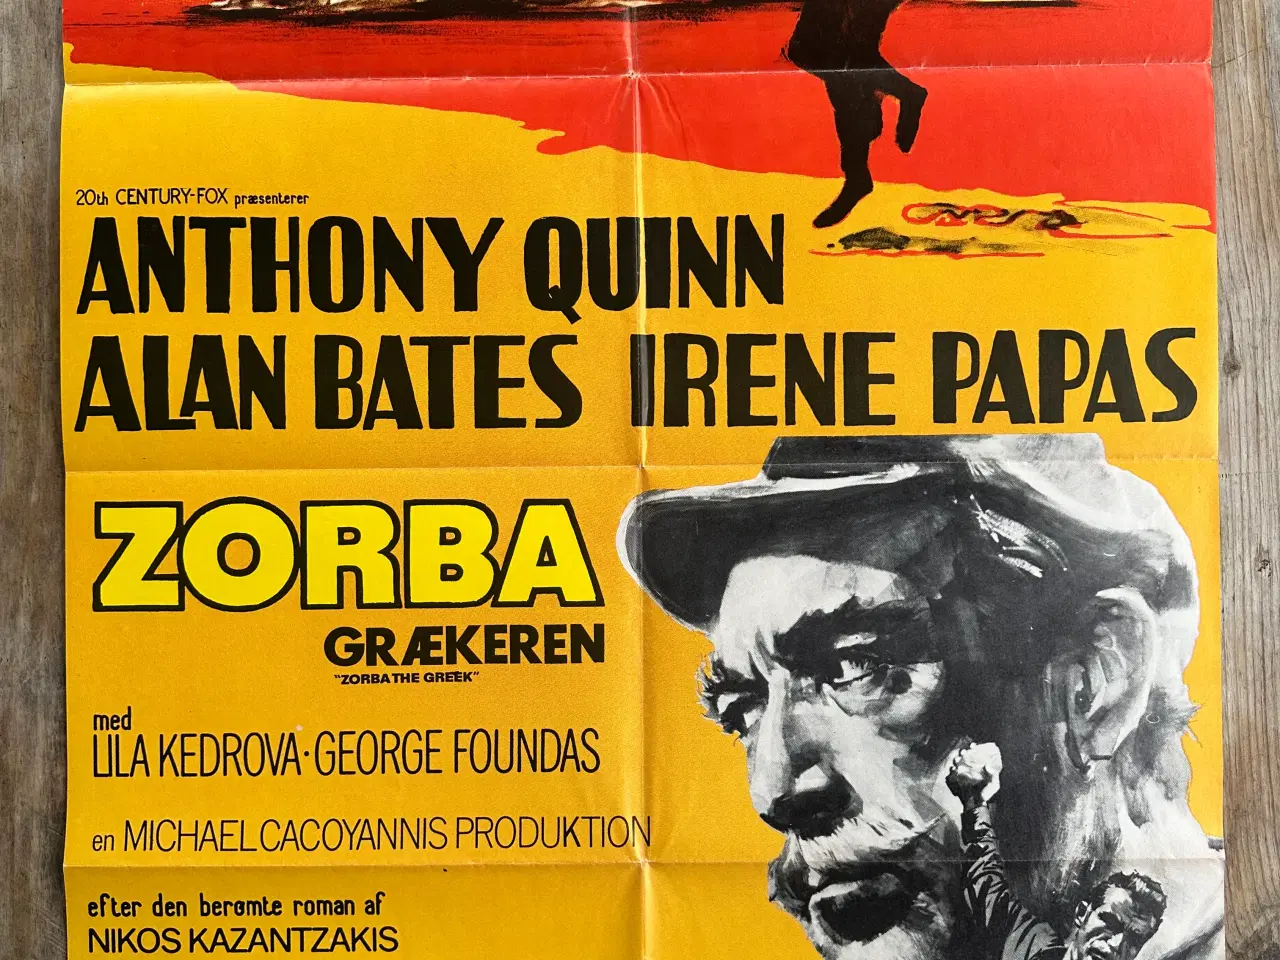 20th CENTURY-FOX præsenterer
ANTHONY QUINN
ALAN BATES IRENE PAPAS
ZORBA
GRÆKEREN
"ZORBA THE GREEK"
med
LILA KEDROVA · GEORGE FOUNDAS
en MICHAEL CACOYANNIS PRODUKTION
efter den berømte roman af
NIKOS KAZANTZAKIS